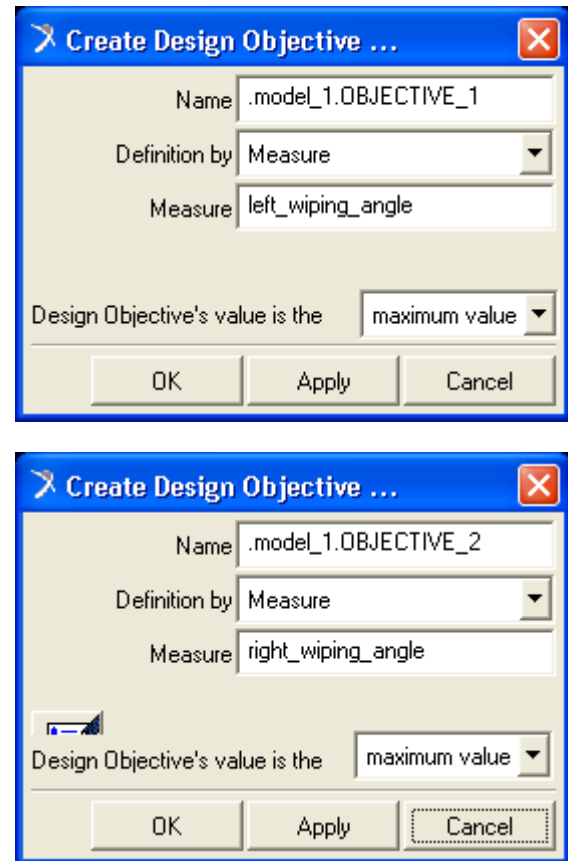 Create Design Objective ...
Name .model_1.OBJECTIVE_1
Definition by Measure
Measure left_wiping_angle
Design Objective's value is the maximum value
OK Apply Cancel
Create Design Objective ...
Name .model_1.OBJECTIVE_2
Definition by Measure
Measure right_wiping_angle
Design Objective's value is the maximum value
OK Apply Cancel